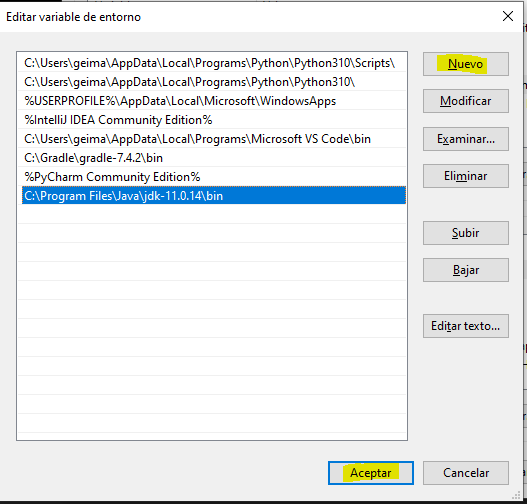 Editar variable de entorno
C:\Users\geima\AppData\Local\Programs\Python\Python310\Scripts\
C:\Users\geima\AppData\Local\Programs\Python\Python310\
%USERPROFILE%\AppData\Local\Microsoft\WindowsApps
%IntelliJ IDEA Community Edition%
C:\Users\geima\AppData\Local\Programs\Microsoft VS Code\bin
C:\Gradle\gradle-7.4.2\bin
%PyCharm Community Edition%
C:\Program Files\Java\jdk-11.0.14\bin
Nuevo
Modificar
Examinar...
Eliminar
Subir
Bajar
Editar texto...
Aceptar
Cancelar